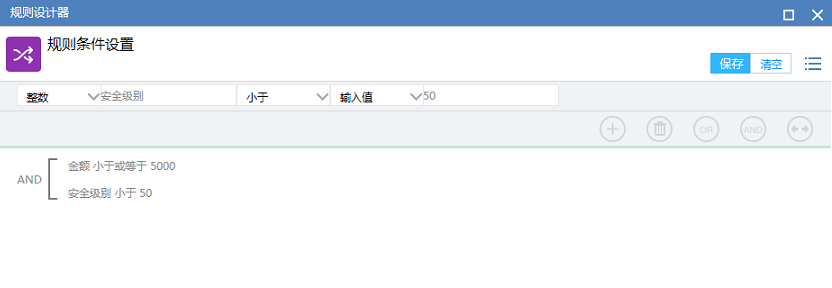 规则设计器
规则条件设置
保存 清空
整数 安全级别 小于 输入值 50
OR AND
金额 小于或等于 5000
AND
安全级别 小于 50